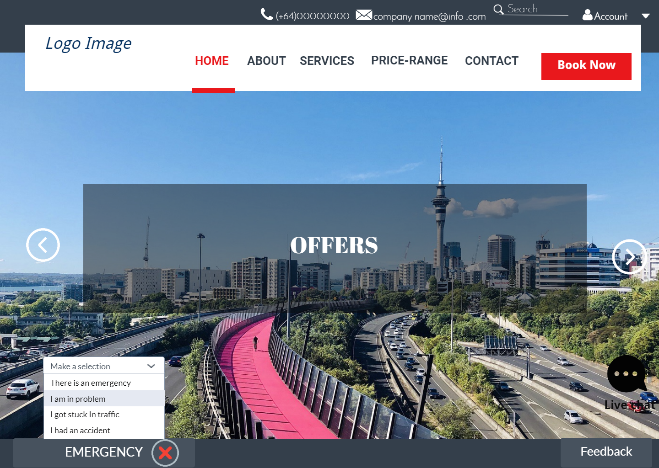 (+64)00000000 company name@info .com Search Account
Logo Image
HOME ABOUT SERVICES PRICE-RANGE CONTACT Book Now
OFFERS
Make a selection
There is an emergency
I am in problem
I got stuck In traffic
I had an accident
Live chat
EMERGENCY Feedback